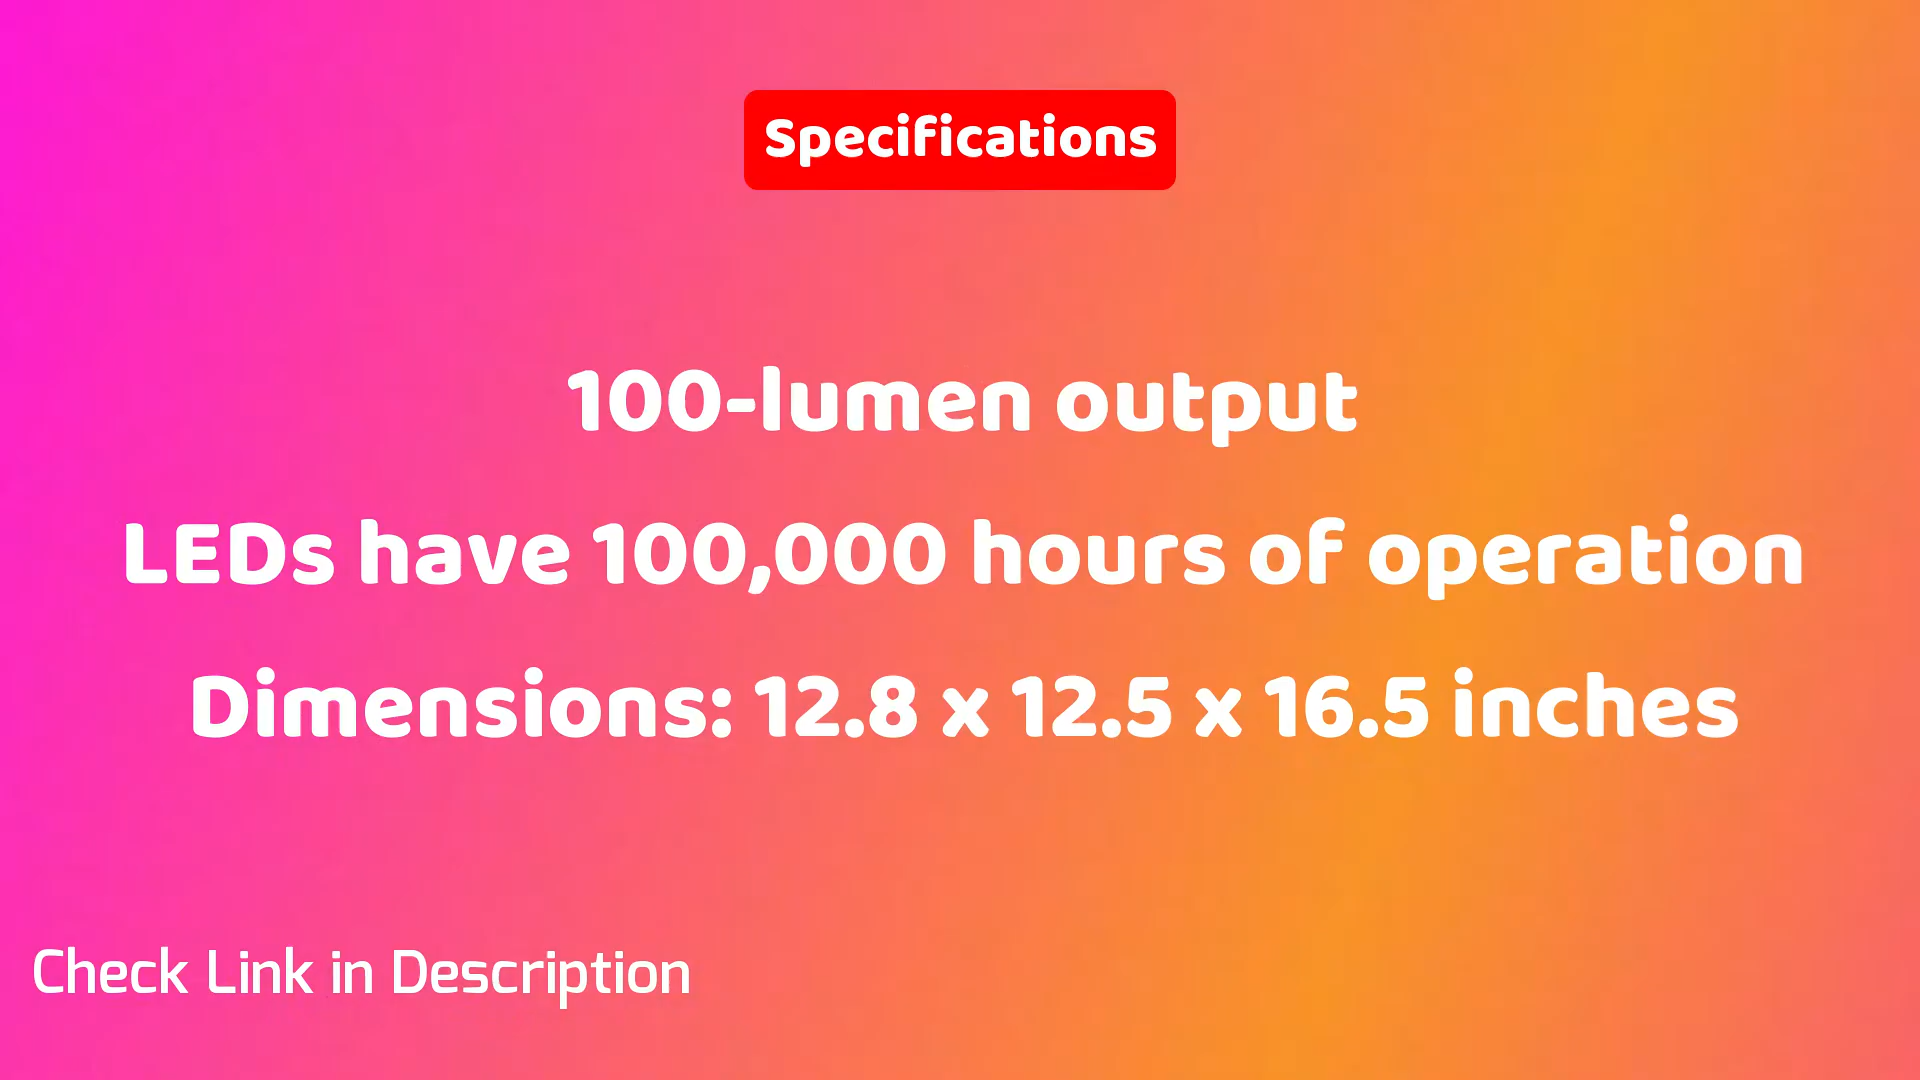 Specifications
100-lumen output
LEDs have 100,000 hours of operation
Dimensions: 12.8 x 12.5 x 16.5 inches
Check Link in Description